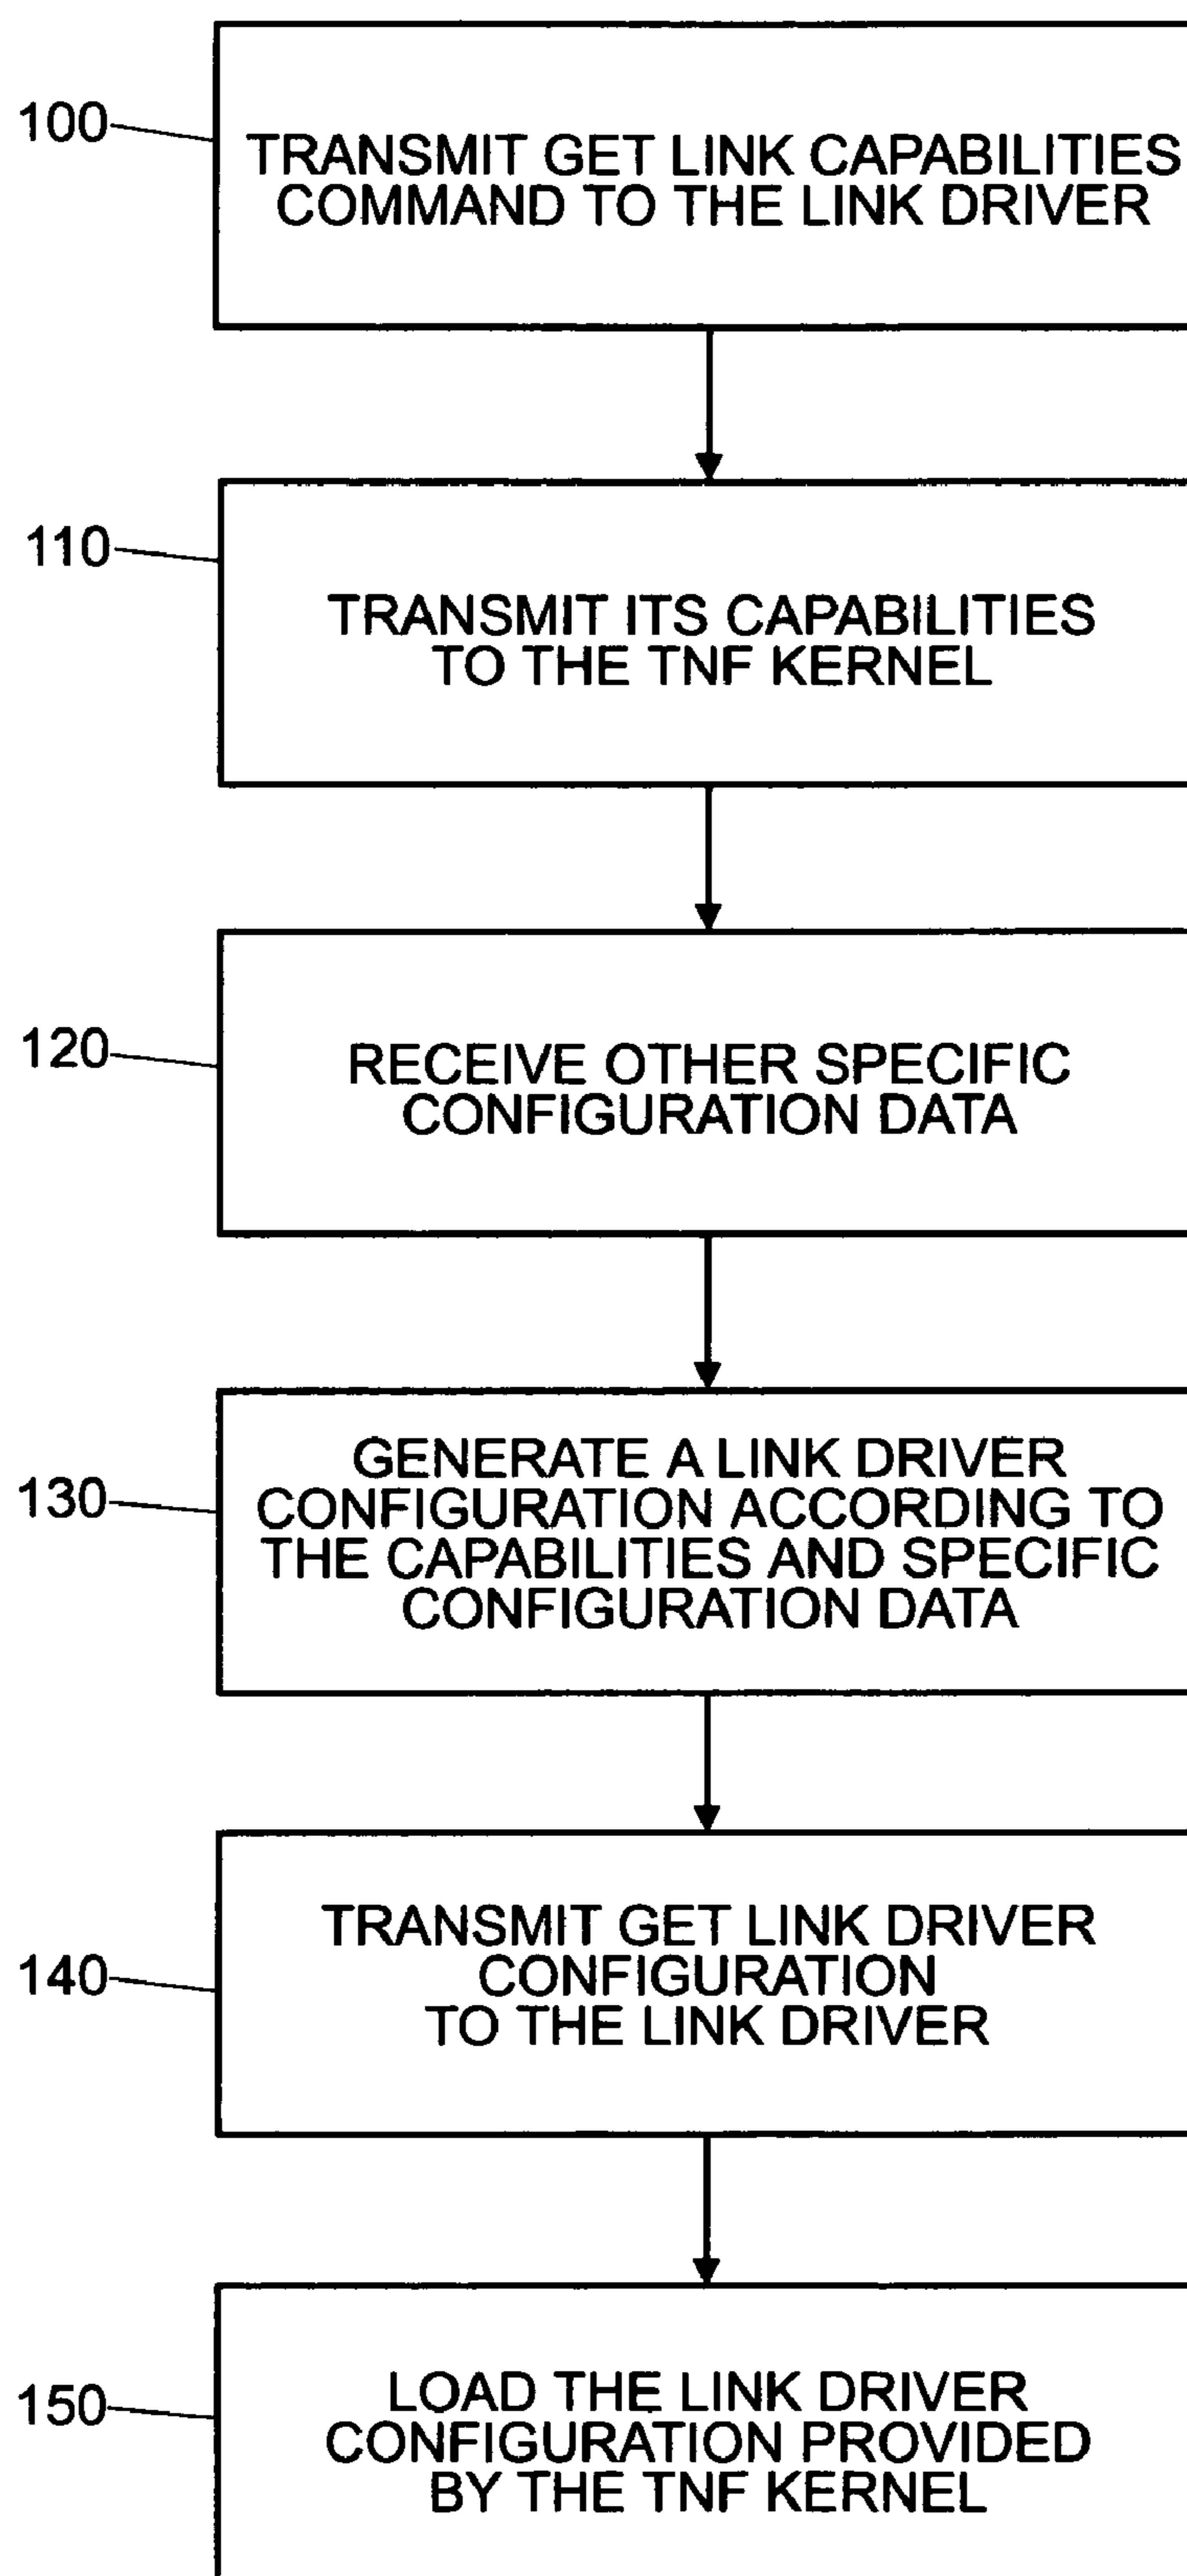 100
TRANSMIT GET LINK CAPABILITIES
COMMAND TO THE LINK DRIVER
110
TRANSMIT ITS CAPABILITIES
TO THE TNF KERNEL
120
RECEIVE OTHER SPECIFIC
CONFIGURATION DATA
130
GENERATE A LINK DRIVER
CONFIGURATION ACCORDING TO
THE CAPABILITIES AND SPECIFIC
CONFIGURATION DATA
140
TRANSMIT GET LINK DRIVER
CONFIGURATION
TO THE LINK DRIVER
150
LOAD THE LINK DRIVER
CONFIGURATION PROVIDED
BY THE TNF KERNEL